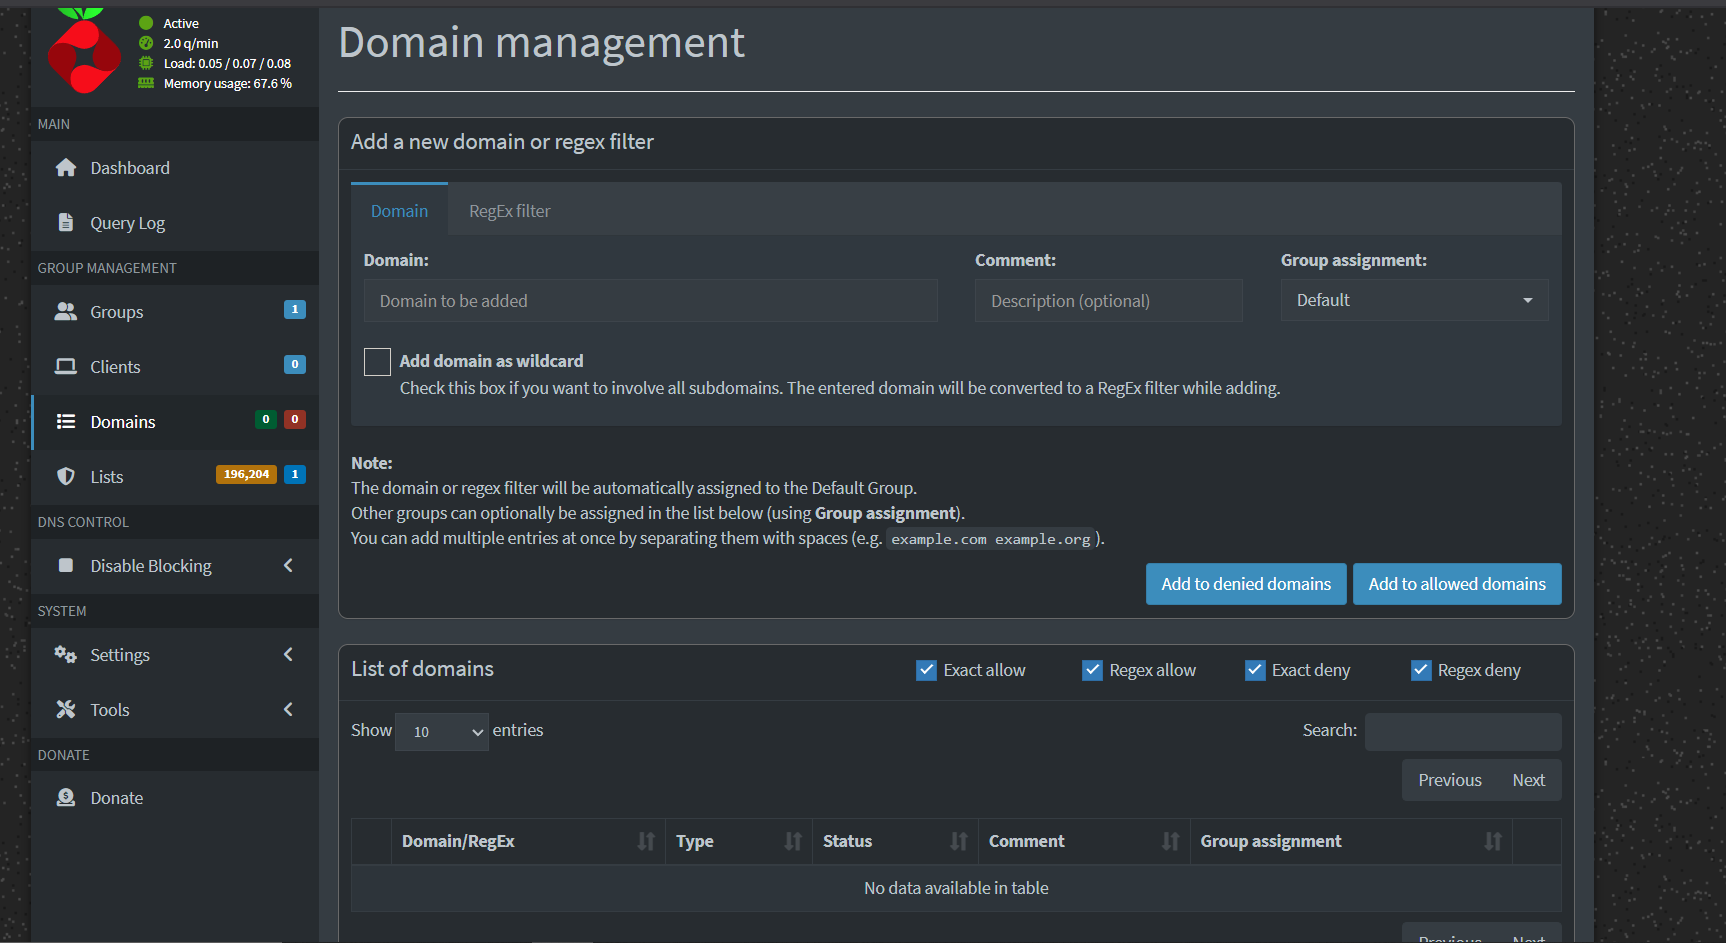 Active
2.0 q/min
Load: 0.05 / 0.07 / 0.08
Memory usage: 67.6 %
MAIN
Dashboard
Query Log
GROUP MANAGEMENT
Groups 1
Clients 0
Domains 0 0
Lists 196,204 1
DNS CONTROL
Disable Blocking
SYSTEM
Settings
Tools
DONATE
Donate
Domain management
Add a new domain or regex filter
Domain RegEx filter
Domain: Comment: Group assignment:
Domain to be added Description (optional) Default
Add domain as wildcard
Check this box if you want to involve all subdomains. The entered domain will be converted to a RegEx filter while adding.
Note:
The domain or regex filter will be automatically assigned to the Default Group.
Other groups can optionally be assigned in the list below (using Group assignment).
You can add multiple entries at once by separating them with spaces (e.g. example.com example.org).
Add to denied domains Add to allowed domains
List of domains Exact allow Regex allow Exact deny Regex deny
Show 10 entries Search:
Previous Next
Domain/RegEx Type Status Comment Group assignment
No data available in table
Previous Next